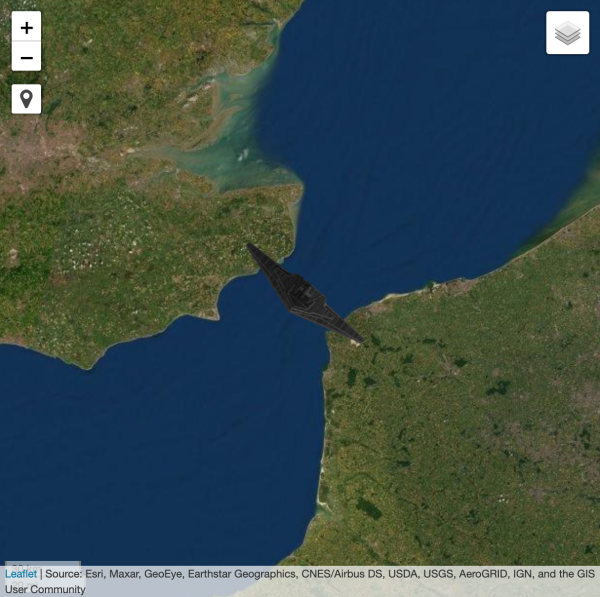 +
−
Leaflet | Source: Esri, Maxar, GeoEye, Earthstar Geographics, CNES/Airbus DS, USDA, USGS, AeroGRID, IGN, and the GIS
User Community